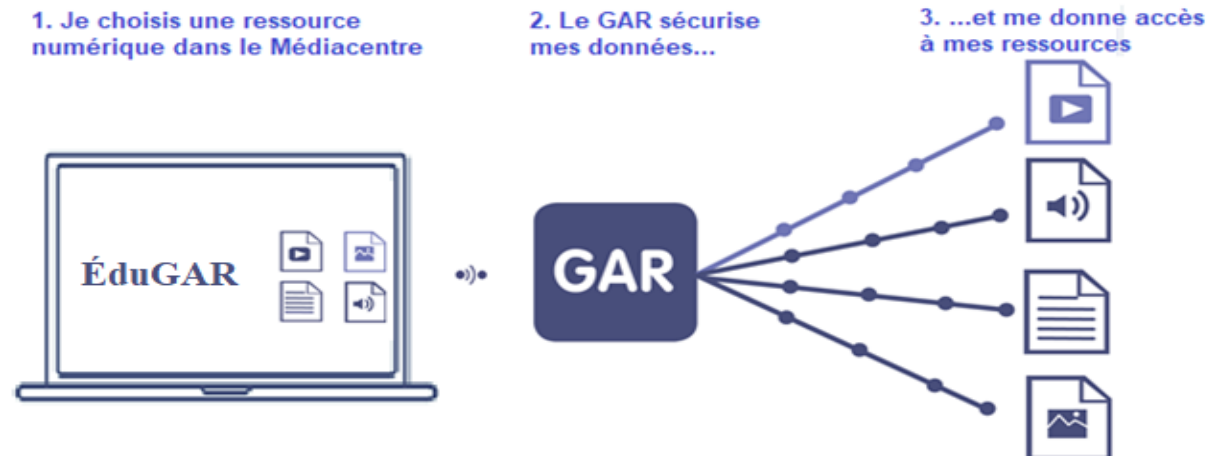 1. Je choisis une ressource
numérique dans le Médiacentre
2. Le GAR sécurise
mes données...
3. ...et me donne accès
à mes ressources
ÉduGAR
GAR